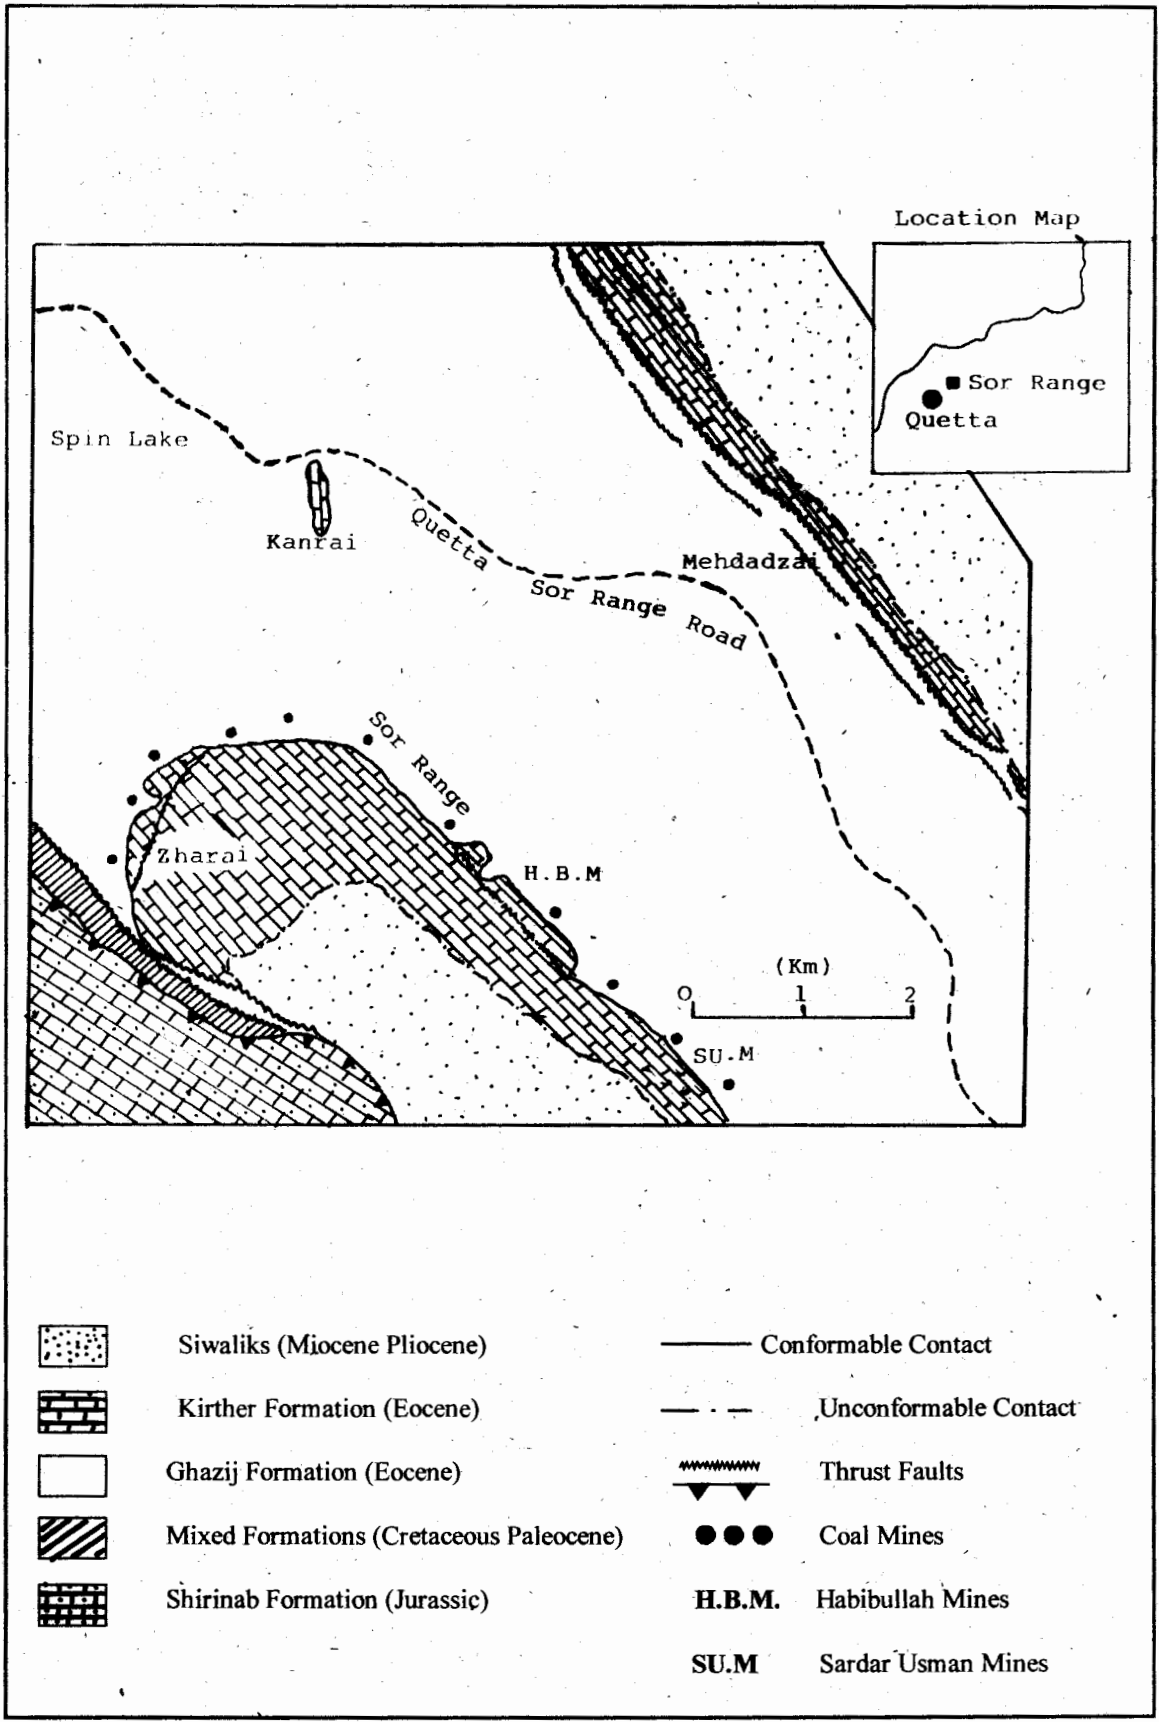 Location Map
Sor Range
Quetta
Spin Lake
Kanrai
Quetta
Sor Range Road
Mehdadzai
Sor Range
Zharai
H.B.M
(Km)
0 1 2
SU.M
Siwaliks (Miocene Pliocene)
Kirther Formation (Eocene)
Ghazij Formation (Eocene)
Mixed Formations (Cretaceous Paleocene)
Shirinab Formation (Jurassic)
Conformable Contact
Unconformable Contact
Thrust Faults
Coal Mines
H.B.M. Habibullah Mines
SU.M Sardar Usman Mines